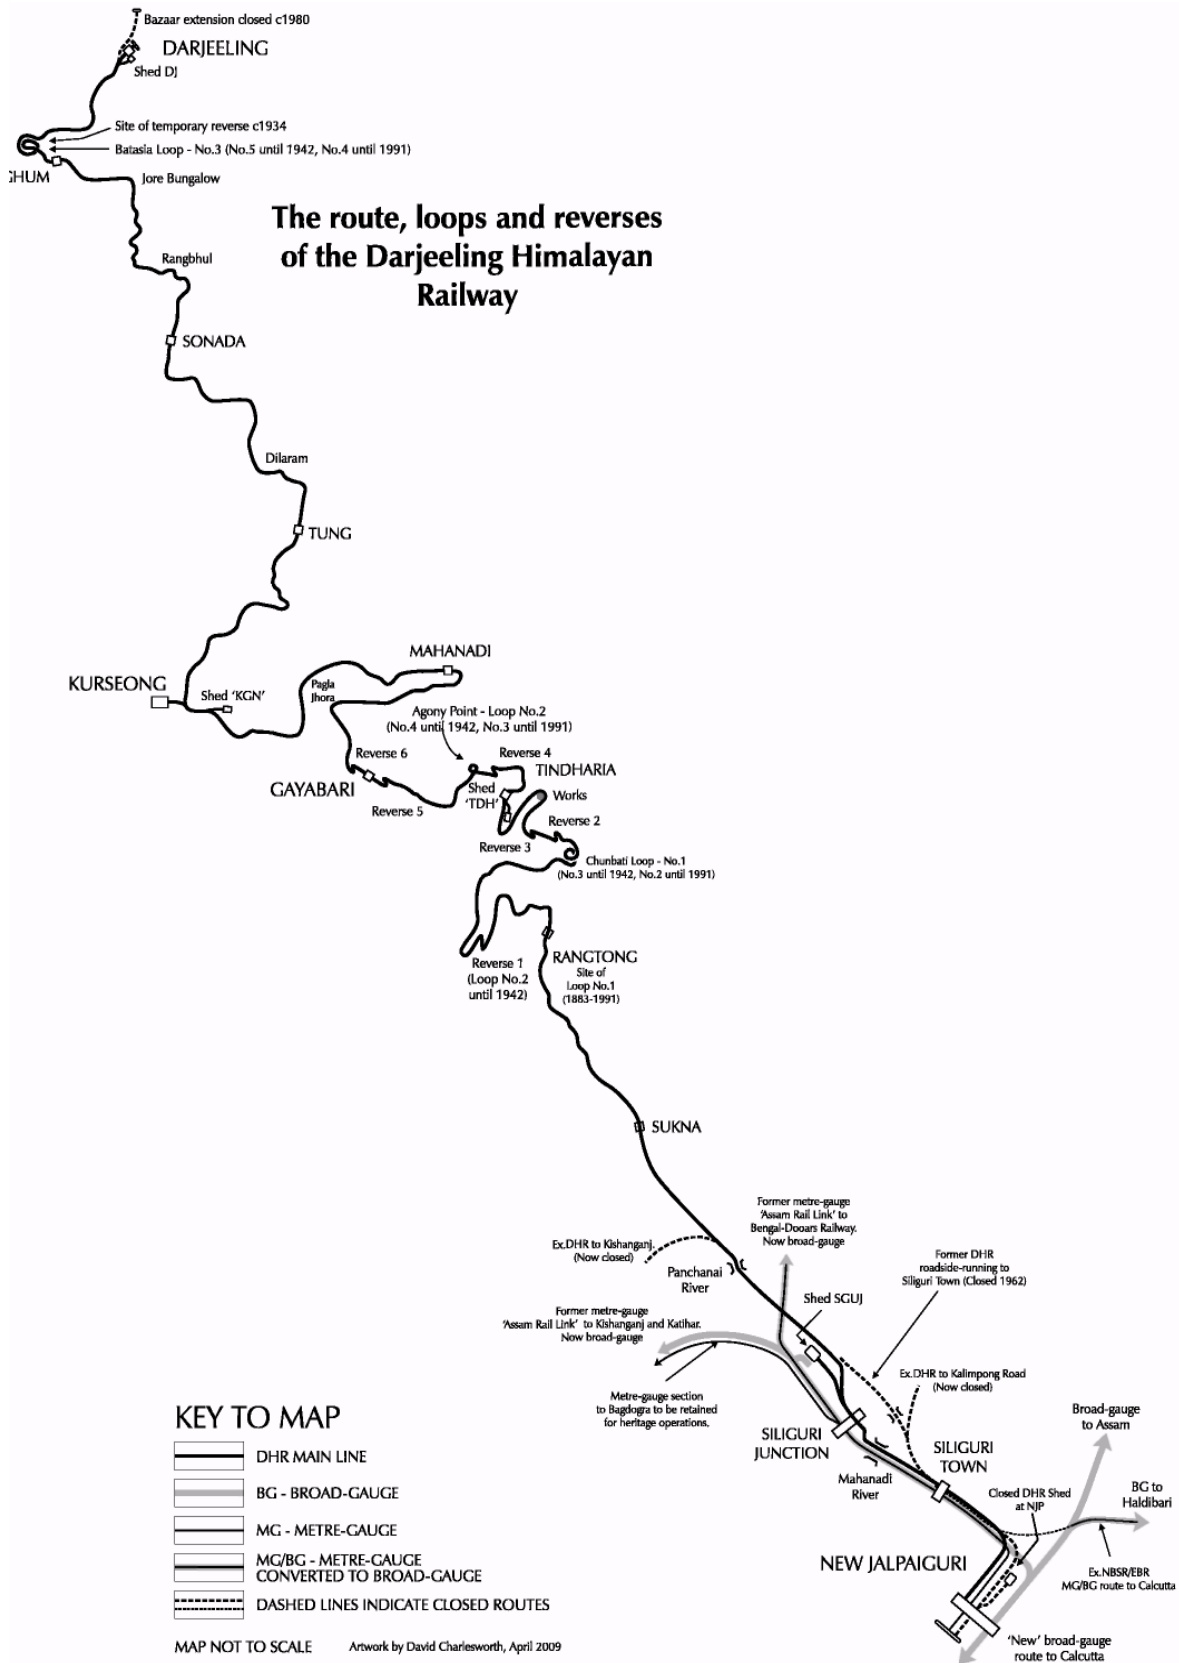 Bazaar extension closed c1980
DARJEELING
Shed DJ
Site of temporary reverse c1934
Batasia Loop - No.3 (No.5 until 1942, No.4 until 1991)
GHUM
Jore Bungalow
The route, loops and reverses
of the Darjeeling Himalayan
Railway
Rangbhul
SONADA
Dilaram
TUNG
MAHANADI
KURSEONG
Shed 'KGN'
Pagla
Jhora
Agony Point - Loop No.2
(No.4 until 1942, No.3 until 1991)
Reverse 6
Reverse 4
TINDHARIA
GAYABARI
Shed
'TDH'
Works
Reverse 5
Reverse 2
Reverse 3
Chunbati Loop - No.1
(No.3 until 1942, No.2 until 1991)
Reverse 1
(Loop No.2
until 1942)
RANGTONG
Site of
Loop No.1
(1883-1991)
SUKNA
Former metre-gauge
'Assam Rail Link' to
Bengal-Dooars Railway.
Now broad-gauge
Ex.DHR to Kishanganj.
(Now closed)
Panchanai
River
Former DHR
roadside-running to
Siliguri Town (Closed 1962)
Shed SGUJ
Former metre-gauge
'Assam Rail Link' to Kishanganj and Katihar.
Now broad-gauge
Ex.DHR to Kalimpong Road
(Now closed)
Metre-gauge section
to Bagdogra to be retained
for heritage operations.
Broad-gauge
to Assam
SILIGURI
JUNCTION
SILIGURI
TOWN
Mahanadi
River
Closed DHR Shed
at NJP
BG to
Haldibari
NEW JALPAIGURI
Ex.NBSR/EBR
MG/BG route to Calcutta
'New' broad-gauge
route to Calcutta
KEY TO MAP
DHR MAIN LINE
BG - BROAD-GAUGE
MG - METRE-GAUGE
MG/BG - METRE-GAUGE
CONVERTED TO BROAD-GAUGE
DASHED LINES INDICATE CLOSED ROUTES
MAP NOT TO SCALE
Artwork by David Charlesworth, April 2009